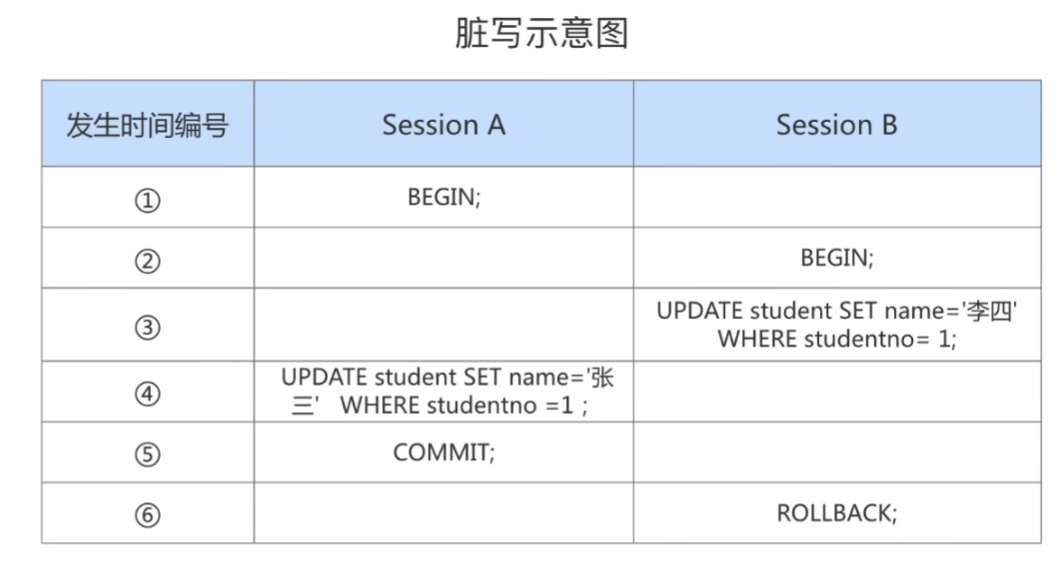 脏写示意图
发生时间编号 Session A Session B
① BEGIN;
② BEGIN;
③ UPDATE student SET name='李四'
WHERE studentno= 1;
④ UPDATE student SET name='张
三' WHERE studentno =1 ;
⑤ COMMIT;
⑥ ROLLBACK;